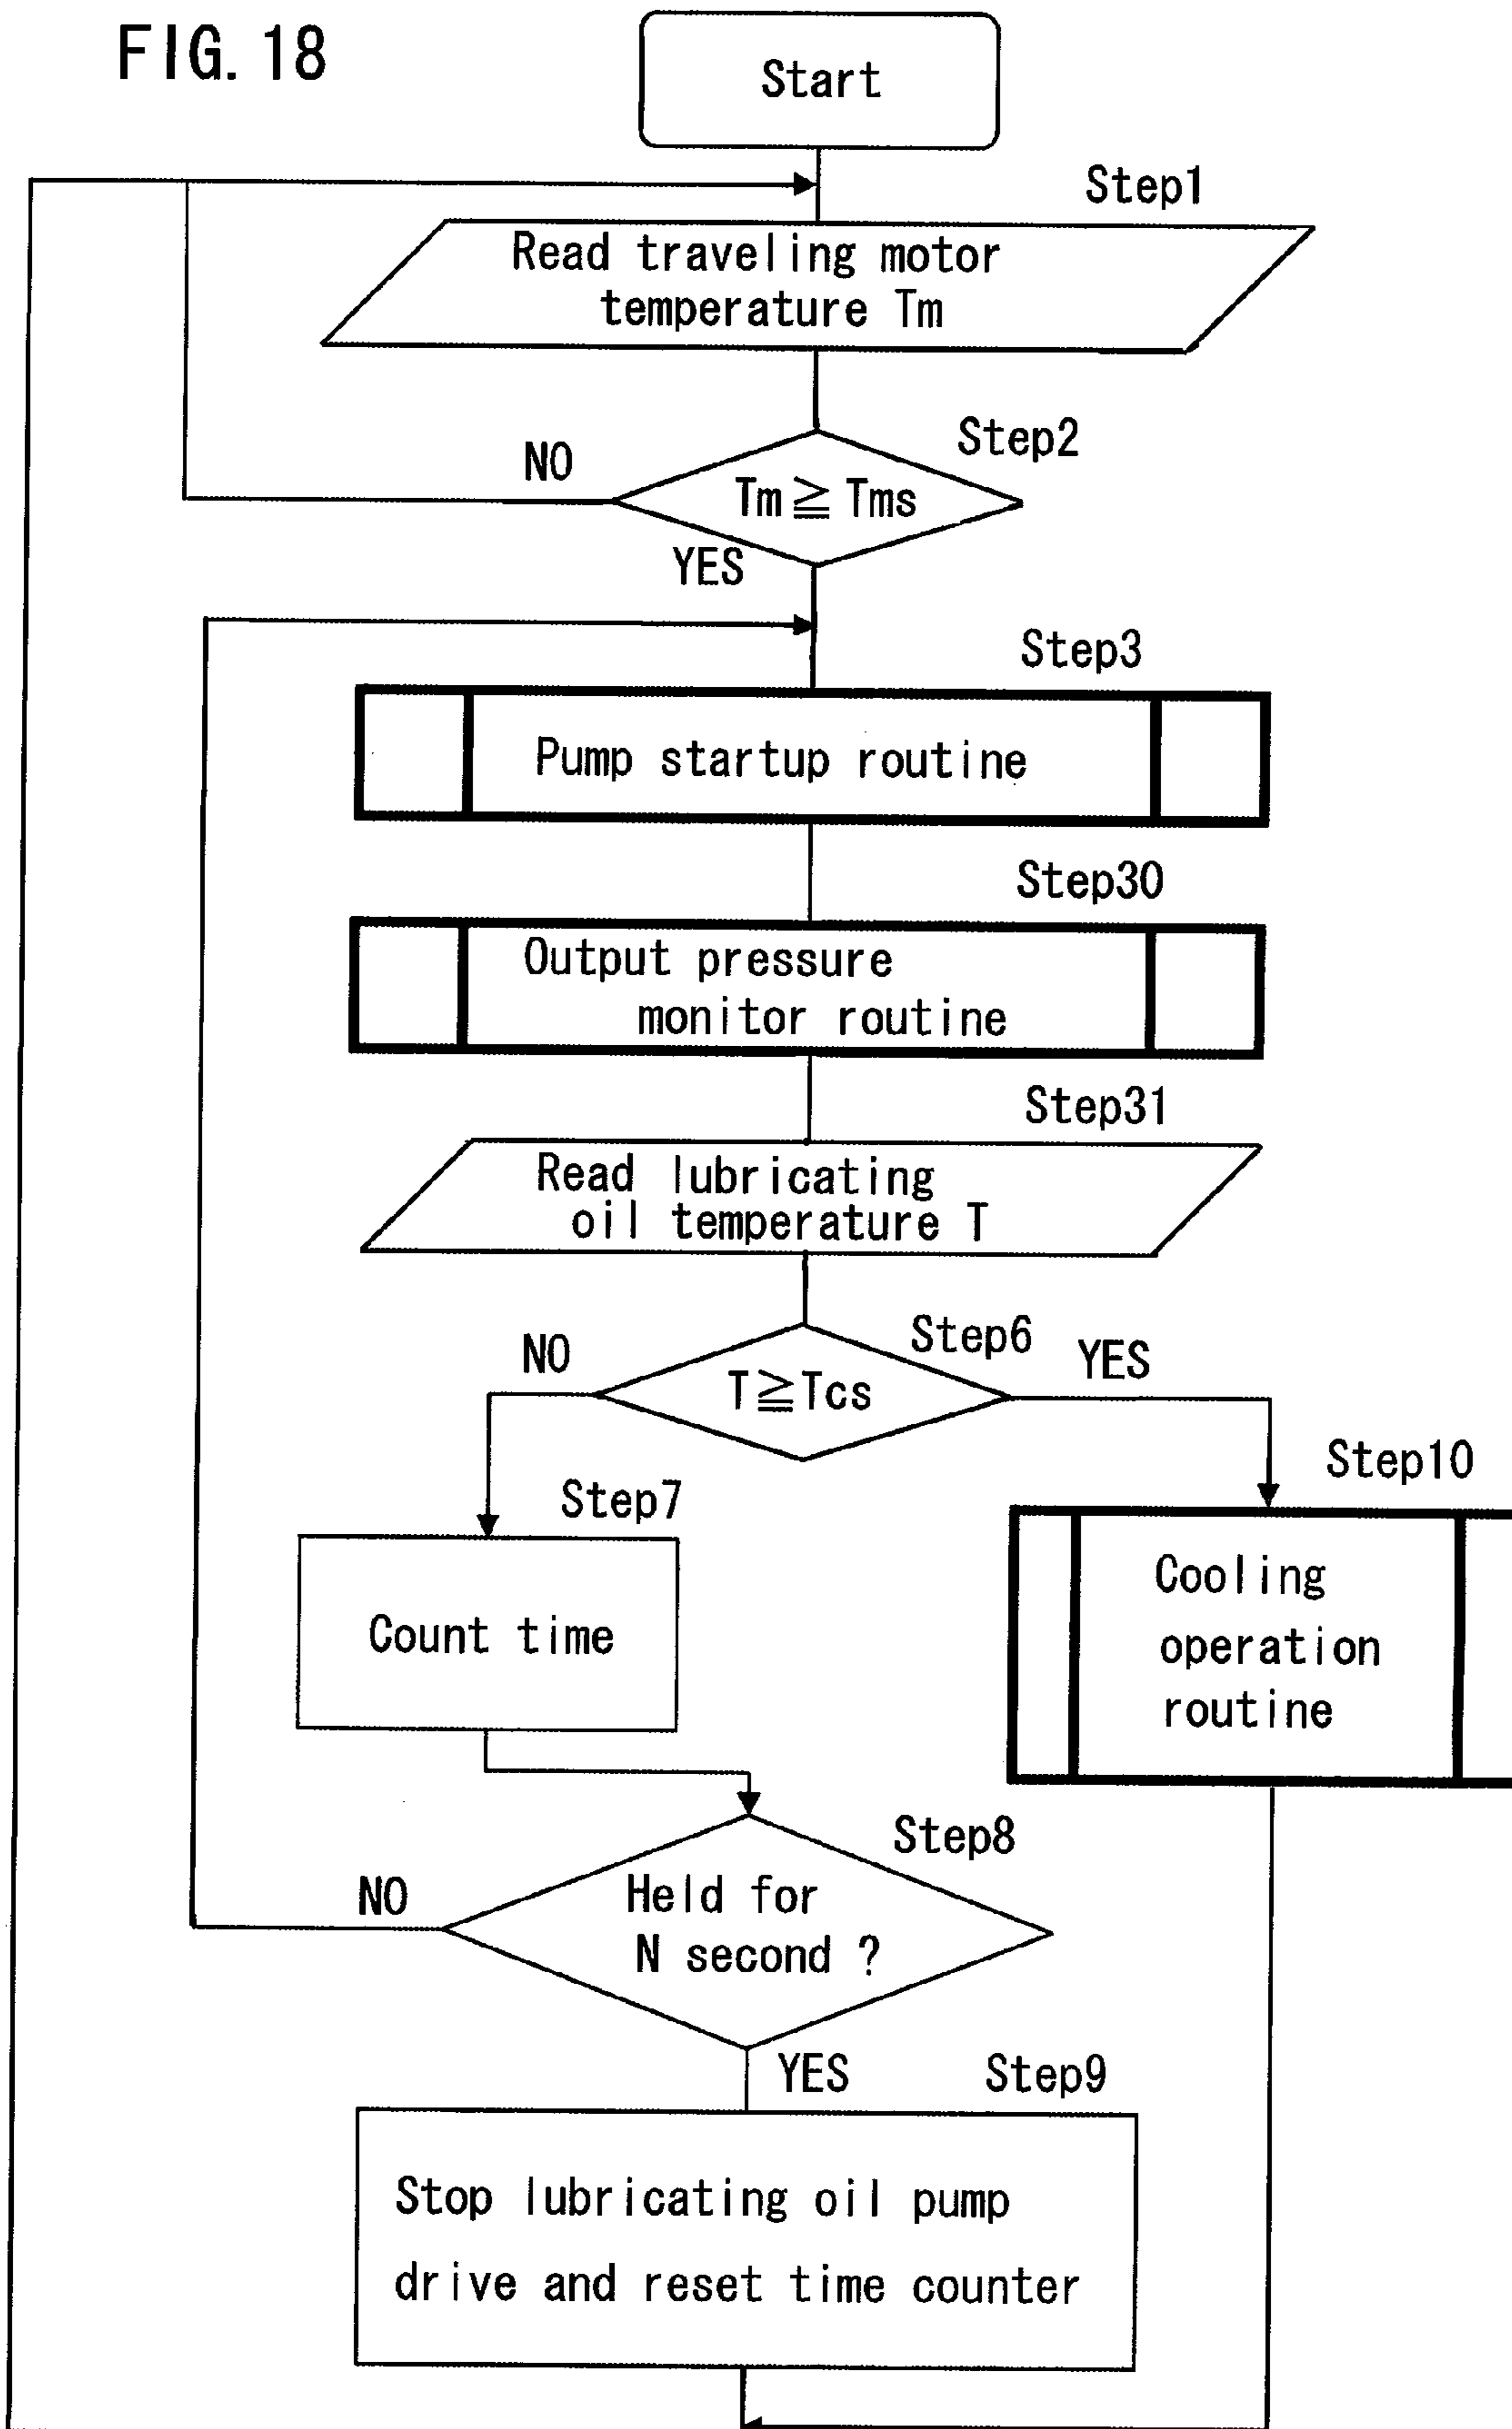 FIG. 18
Start
Step1
Read traveling motor
temperature Tm
Step2
NO
Tm ≧ Tms
YES
Step3
Pump startup routine
Step30
Output pressure
monitor routine
Step31
Read lubricating
oil temperature T
Step6
NO
YES
T≧Tcs
Step10
Step7
Cooling
operation
routine
Count time
Step8
NO
Held for
N second ?
YES
Step9
Stop lubricating oil pump
drive and reset time counter